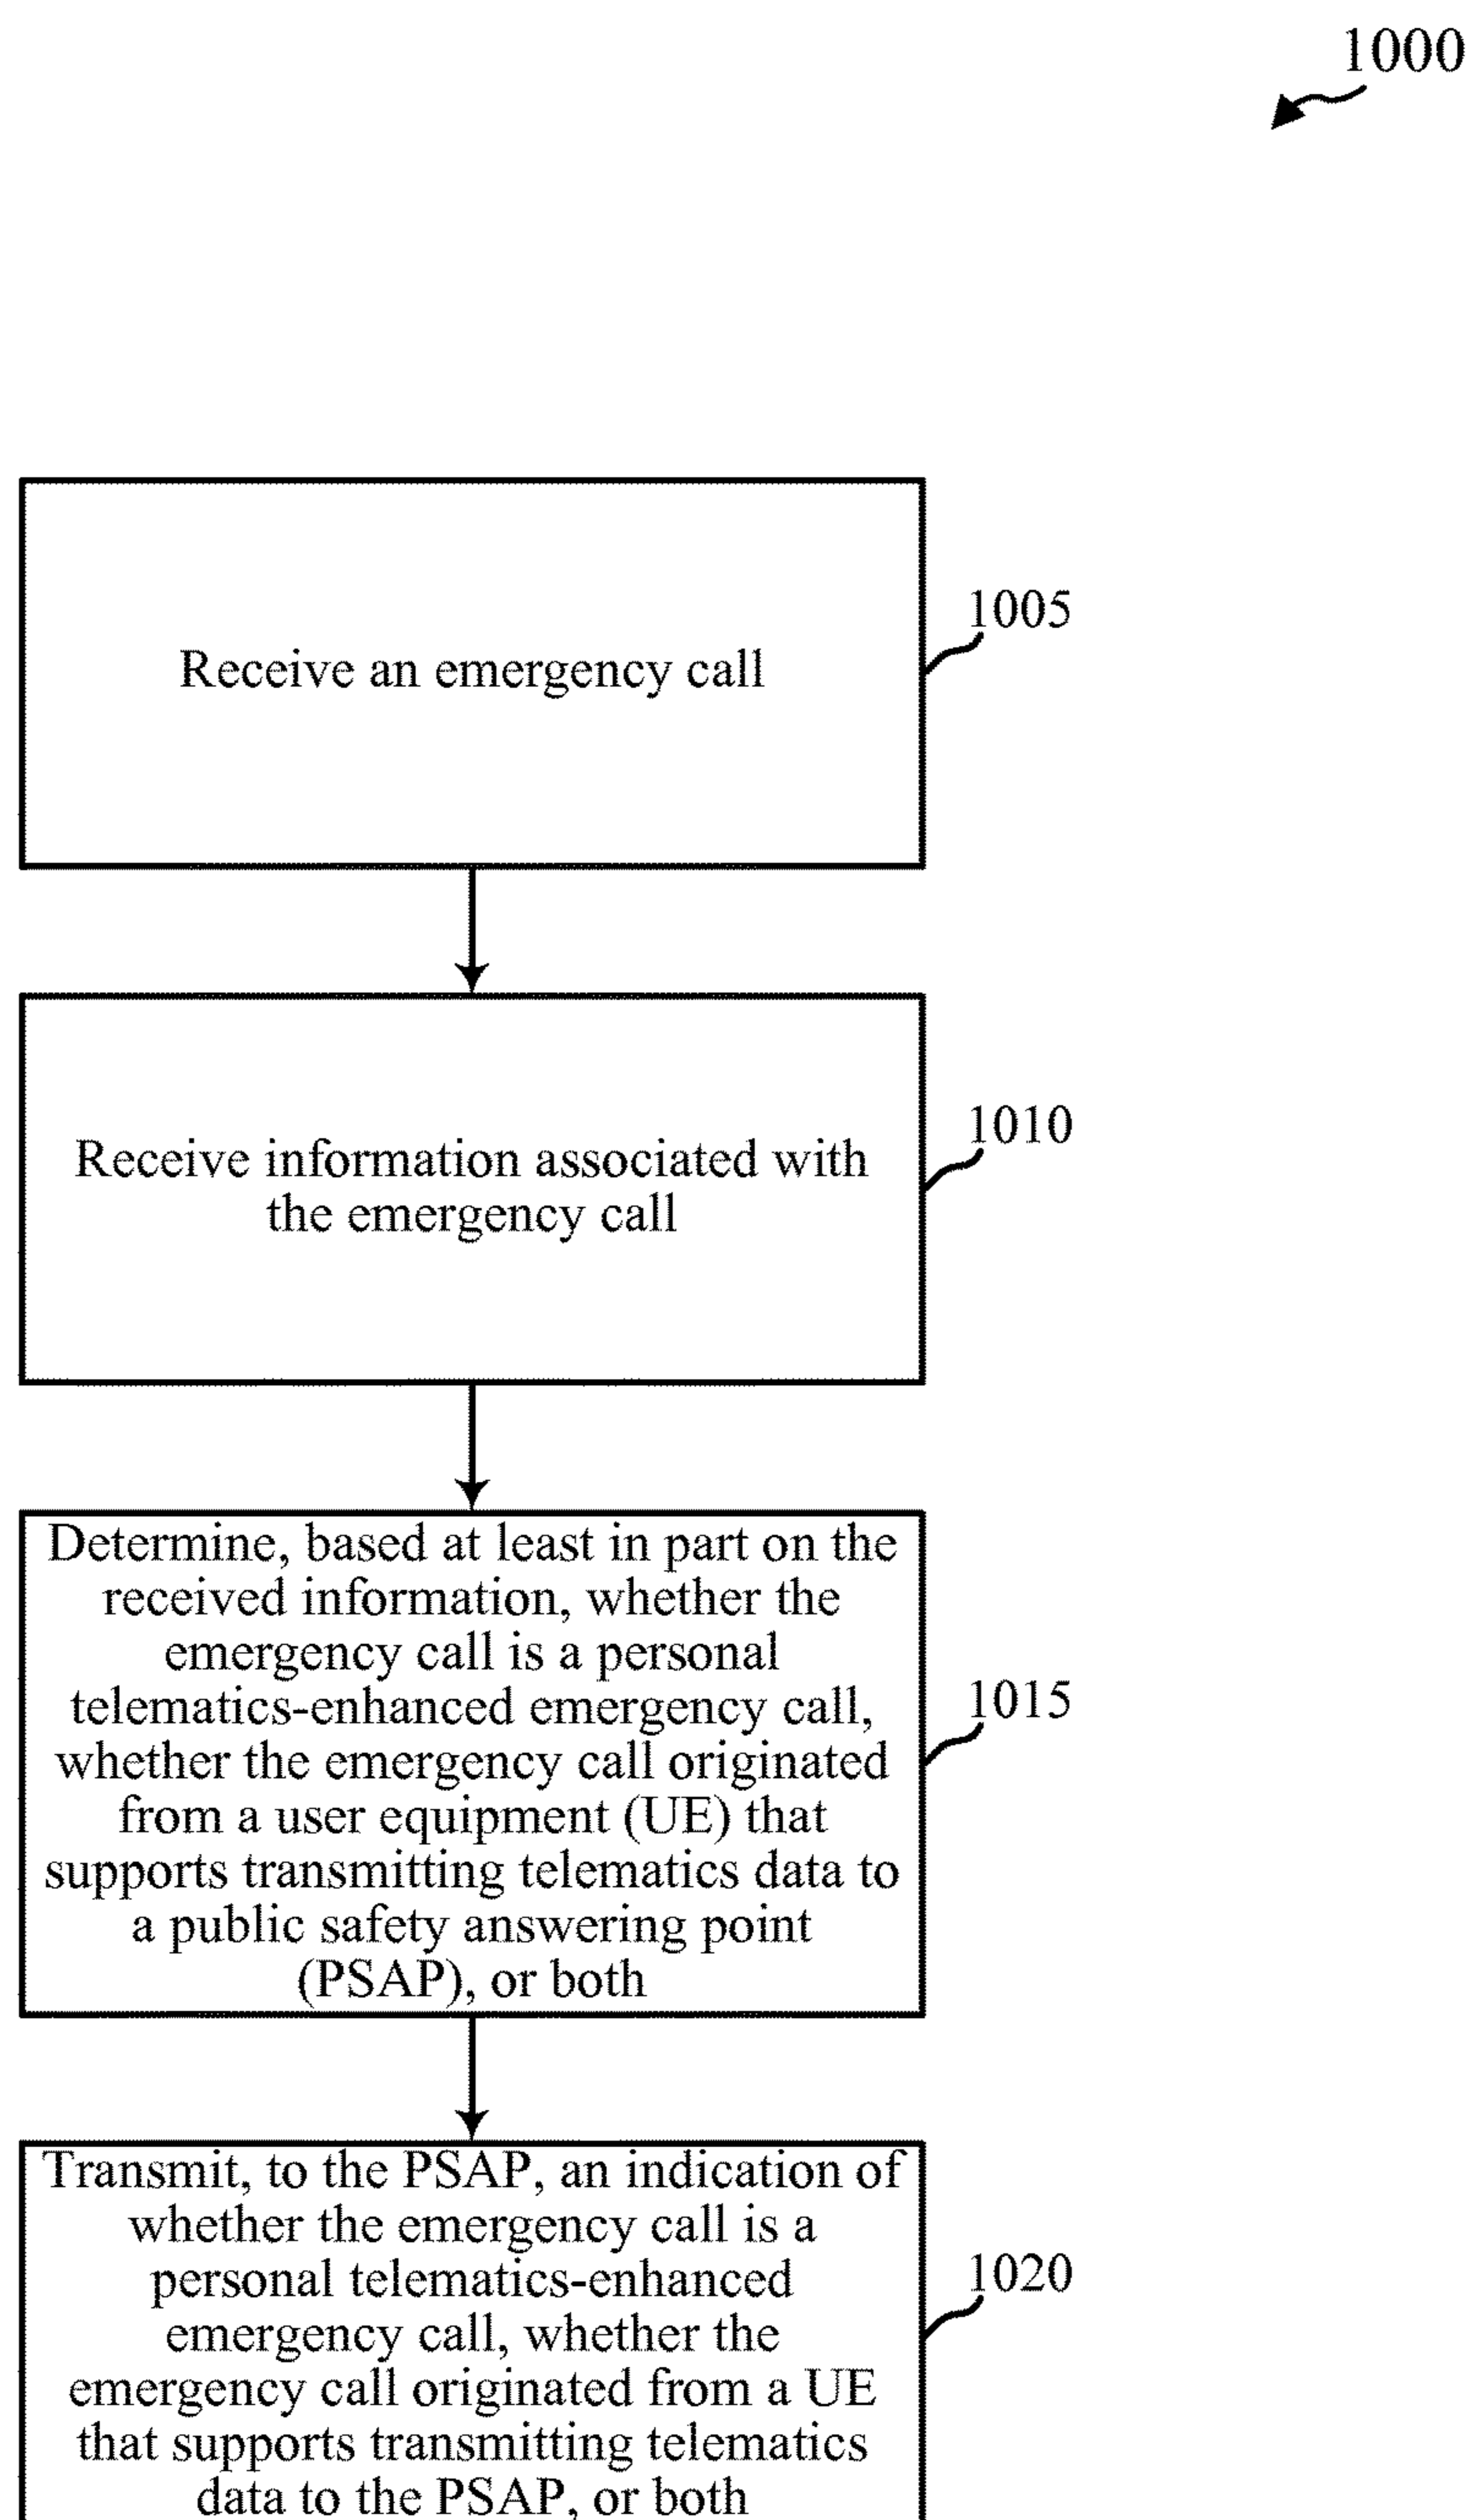 1000
Receive an emergency call
1005
Receive information associated with
the emergency call
1010
Determine, based at least in part on the
received information, whether the
emergency call is a personal
telematics-enhanced emergency call,
whether the emergency call originated
from a user equipment (UE) that
supports transmitting telematics data to
a public safety answering point
(PSAP), or both
1015
Transmit, to the PSAP, an indication of
whether the emergency call is a
personal telematics-enhanced
emergency call, whether the
emergency call originated from a UE
that supports transmitting telematics
data to the PSAP, or both
1020